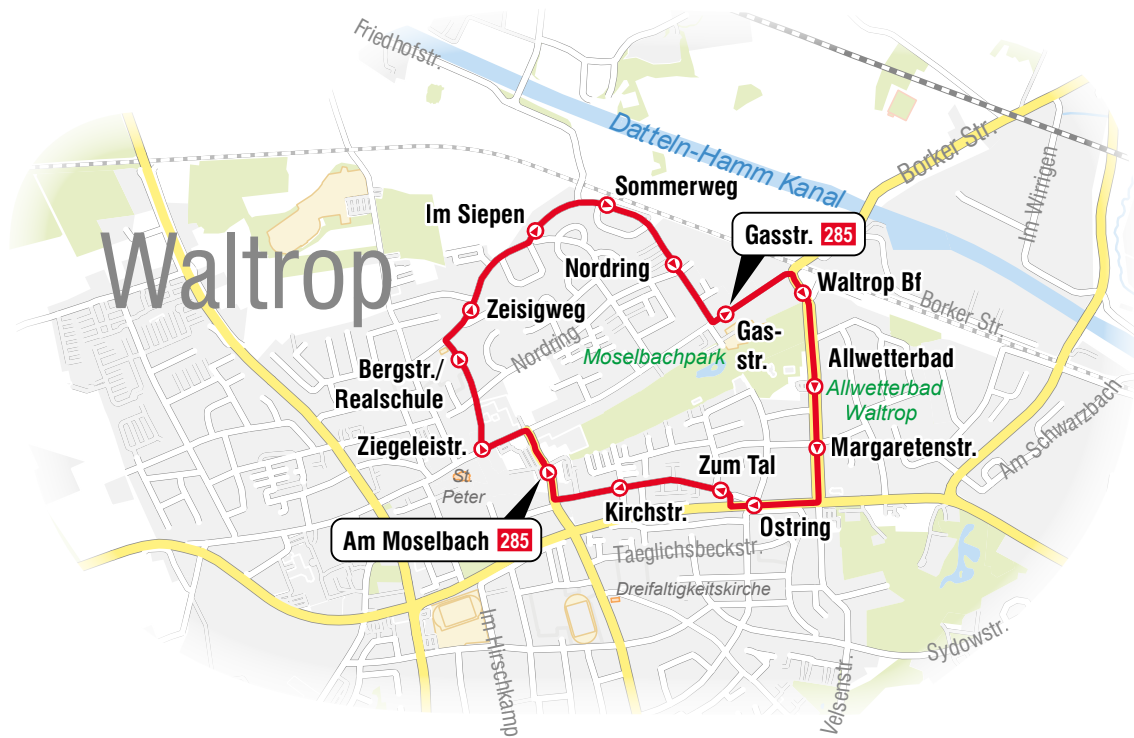 Friedhofstr.
Datteln-Hamm Kanal
Borker Str.
Im Wirrigen
Sommerweg
Im Siepen
Gasstr. 285
Waltrop
Nordring
Waltrop Bf
Borker Str.
Zeisigweg
Gas-
str.
Nordring
Moselbachpark
Allwetterbad
Bergstr./
Realschule
Allwetterbad
Waltrop
Am Schwarzbach
Ziegeleistr.
Margaretenstr.
St.
Peter
Zum Tal
Kirchstr.
Ostring
Am Moselbach 285
Taeglichsbeckstr.
Dreifaltigkeitskirche
Im Hirschkamp
Sydowstr.
Velsenstr.